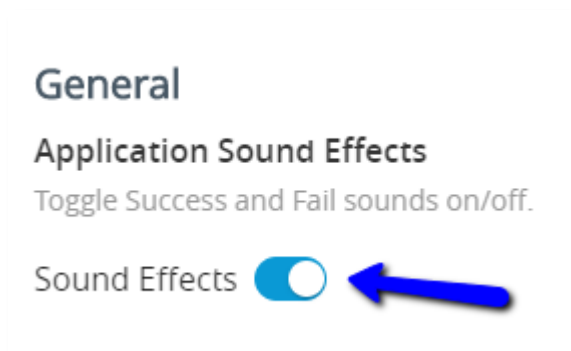 General
Application Sound Effects
Toggle Success and Fail sounds on/off.
Sound Effects